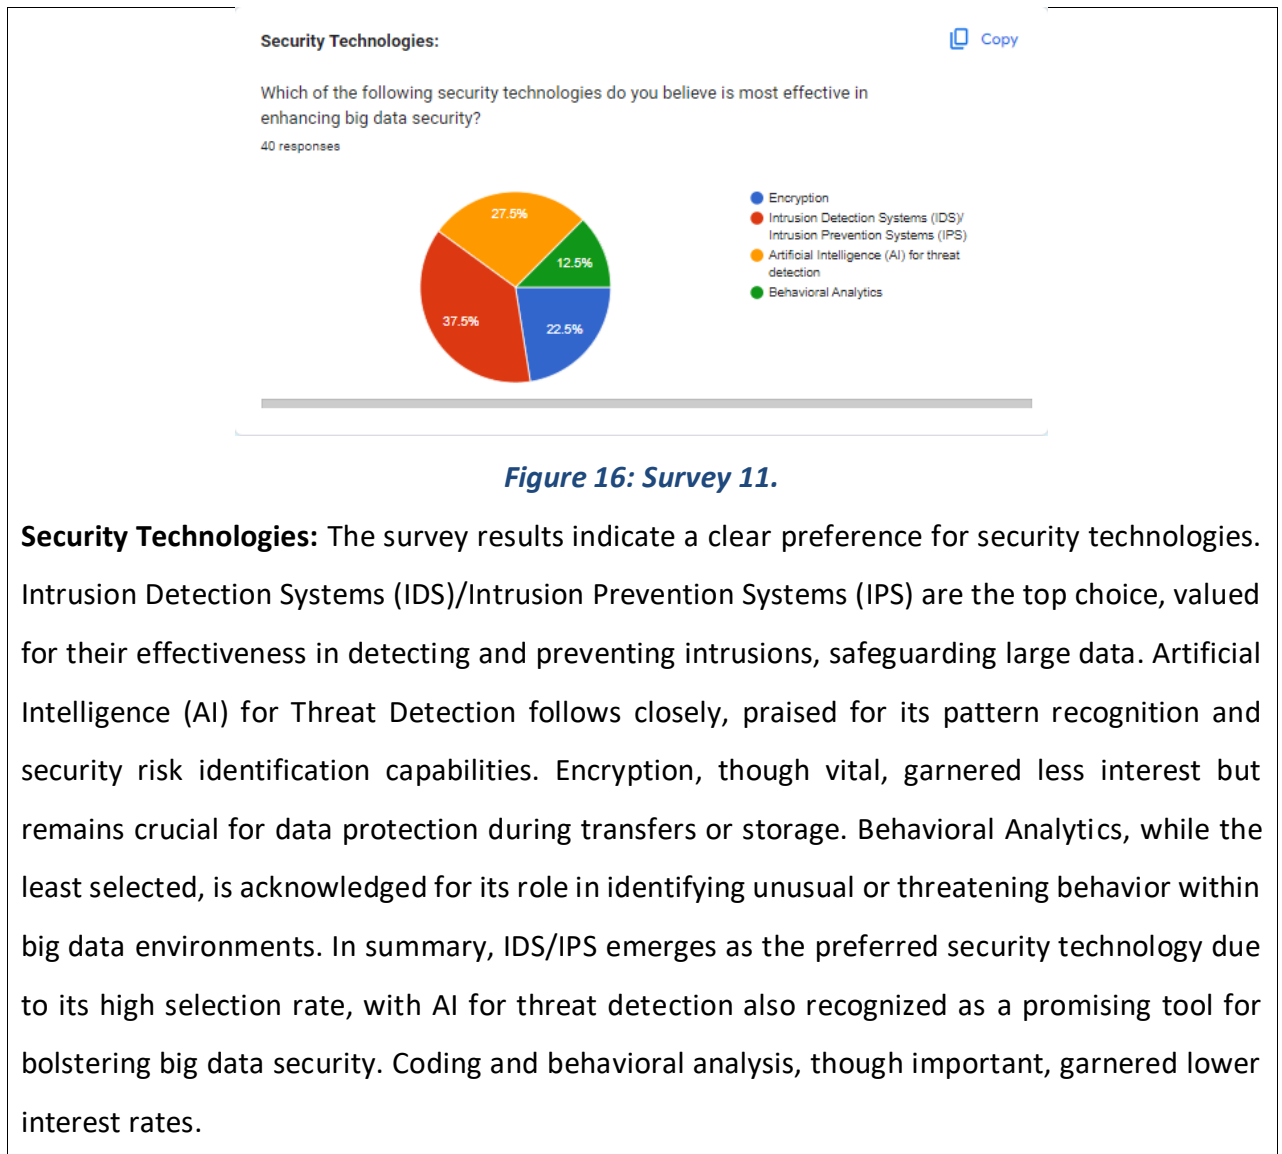 Security Technologies:
Copy
Which of the following security technologies do you believe is most effective in
enhancing big data security?
40 responses
27.5%
12.5%
37.5%
22.5%
Encryption
Intrusion Detection Systems (IDS)/
Intrusion Prevention Systems (IPS)
Artificial Intelligence (AI) for threat
detection
Behavioral Analytics
Figure 16: Survey 11.
Security Technologies: The survey results indicate a clear preference for security technologies.
Intrusion Detection Systems (IDS)/Intrusion Prevention Systems (IPS) are the top choice, valued
for their effectiveness in detecting and preventing intrusions, safeguarding large data. Artificial
Intelligence (AI) for Threat Detection follows closely, praised for its pattern recognition and
security risk identification capabilities. Encryption, though vital, garnered less interest but
remains crucial for data protection during transfers or storage. Behavioral Analytics, while the
least selected, is acknowledged for its role in identifying unusual or threatening behavior within
big data environments. In summary, IDS/IPS emerges as the preferred security technology due
to its high selection rate, with AI for threat detection also recognized as a promising tool for
bolstering big data security. Coding and behavioral analysis, though important, garnered lower
interest rates.